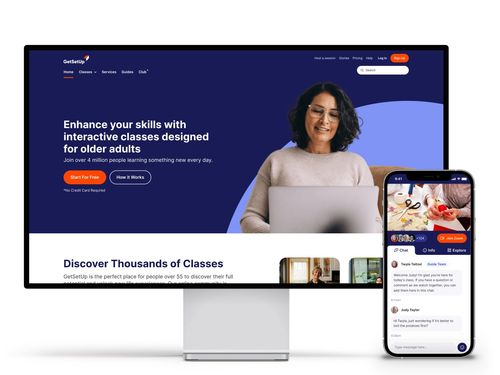 GetSetUp
Host a session Stories Pricing Help Log In Sign Up
Home Classes Services Guides Club
Search
Enhance your skills with
interactive classes designed
for older adults
Join over 4 million people learning something new every day.
Start For Free How It Works
*No Credit Card Required
Discover Thousands of Classes
GetSetUp is the perfect place for people over 55 to discover their full
9:41
+124 Join Zoom
Chat Info Explore
Twyla Tallzal Guide Team
Welcome Judy! I'm glad you're here for
today's class. If you have a question or
comment as we watch together, you can
add them here in this chat.
Judy Taylor
Hi Twyla, just wondering if it's better to
boil the potatoes first?
Type message here...